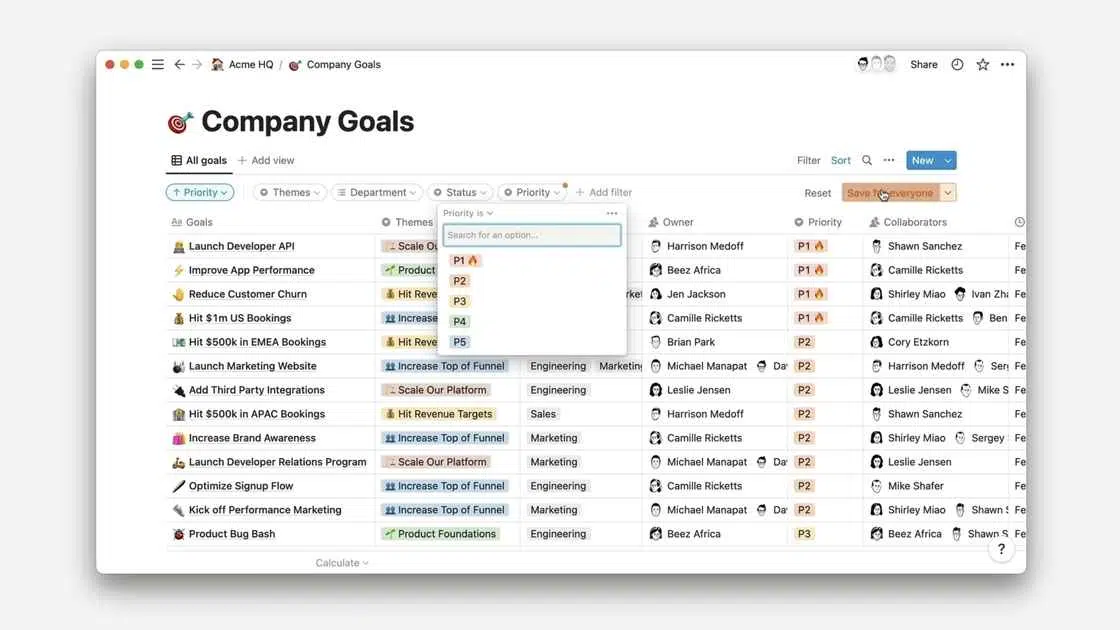 Acme HQ / Company Goals Share
Company Goals
All goals + Add view Filter Sort New
↑ Priority Themes Department Status Priority + Add filter Reset Save for everyone
Priority is
Search for an option...
P1
P2
P3
P4
P5
Aa Goals Themes Owner Priority Collaborators
Launch Developer API Scale Ou Harrison Medoff P1 Shawn Sanchez Fe
Improve App Performance Product Beez Africa P1 Camille Ricketts Fe
Reduce Customer Churn Hit Reve rket Jen Jackson P1 Shirley Miao Ivan Zha Fe
Hit $1m US Bookings Increase Camille Ricketts P1 Camille Ricketts Ben Fe
Hit $500k in EMEA Bookings Hit Reve Brian Park P2 Cory Etzkorn Fe
Launch Marketing Website Increase Top of Funnel Engineering Marketing Michael Manapat Da P2 Harrison Medoff Serg Fe
Add Third Party Integrations Scale Our Platform Engineering Leslie Jensen P2 Leslie Jensen Mike S Fe
Hit $500k in APAC Bookings Hit Revenue Targets Sales Harrison Medoff P2 Shawn Sanchez Fe
Increase Brand Awareness Increase Top of Funnel Marketing Camille Ricketts P2 Shirley Miao Sergey Fe
Launch Developer Relations Program Scale Our Platform Marketing Michael Manapat Da P2 Leslie Jensen Fe
Optimize Signup Flow Increase Top of Funnel Engineering Camille Ricketts P2 Mike Shafer Fe
Kick off Performance Marketing Increase Top of Funnel Marketing Michael Manapat Da P2 Shirley Miao Shawn S Fe
Product Bug Bash Product Foundations Engineering Beez Africa P3 Beez Africa Shawn S Fe
Calculate
?